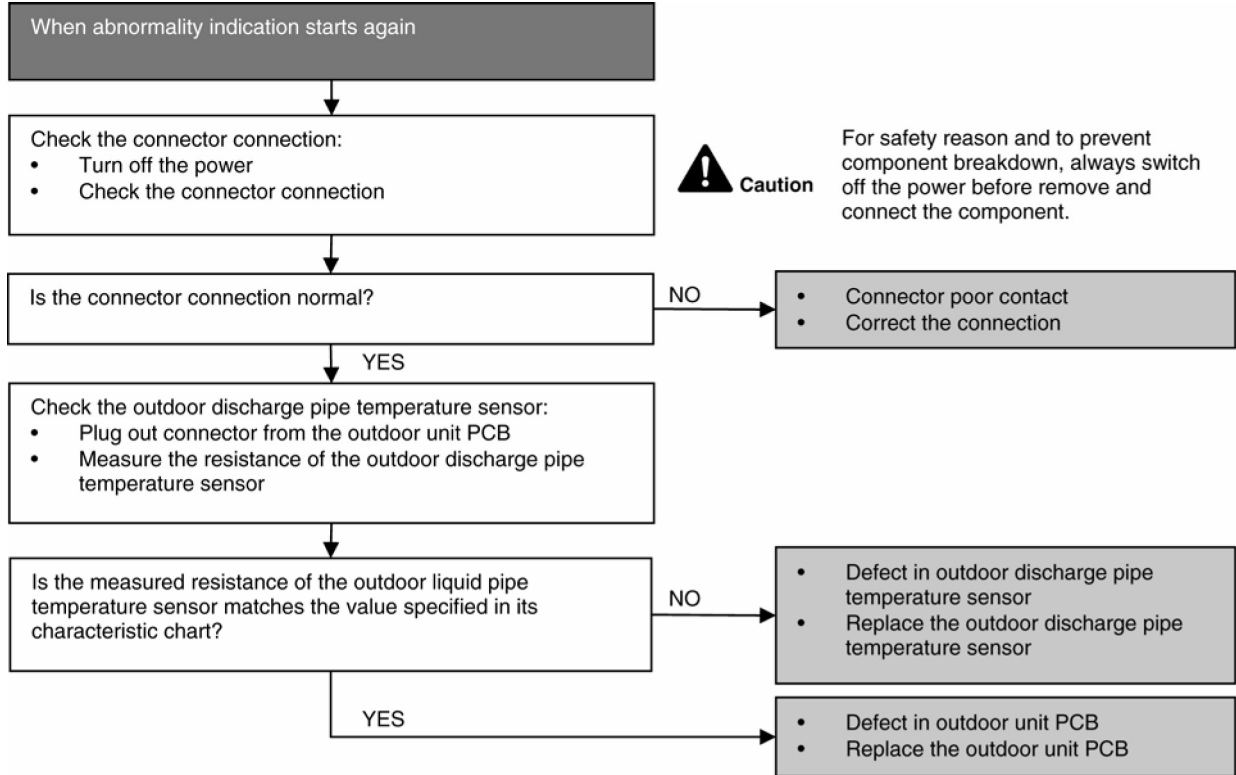 When abnormality indication starts again
Check the connector connection:
• Turn off the power
• Check the connector connection
Caution
For safety reason and to prevent
component breakdown, always switch
off the power before remove and
connect the component.
Is the connector connection normal?
NO
• Connector poor contact
• Correct the connection
YES
Check the outdoor discharge pipe temperature sensor:
• Plug out connector from the outdoor unit PCB
• Measure the resistance of the outdoor discharge pipe
temperature sensor
Is the measured resistance of the outdoor liquid pipe
temperature sensor matches the value specified in its
characteristic chart?
NO
• Defect in outdoor discharge pipe
temperature sensor
• Replace the outdoor discharge pipe
temperature sensor
YES
• Defect in outdoor unit PCB
• Replace the outdoor unit PCB